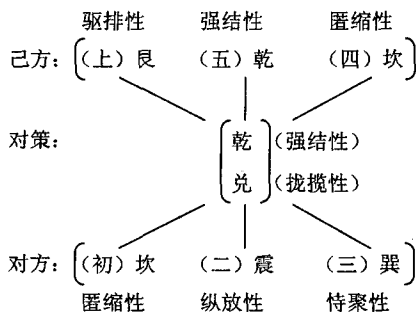 驱排性 强结性 匿缩性
己方：（上）艮 （五）乾 （四）坎
对策： 乾（强结性）
兑（拢揽性）
对方：（初）坎 （二）震 （三）巽
匿缩性 纵放性 恃聚性